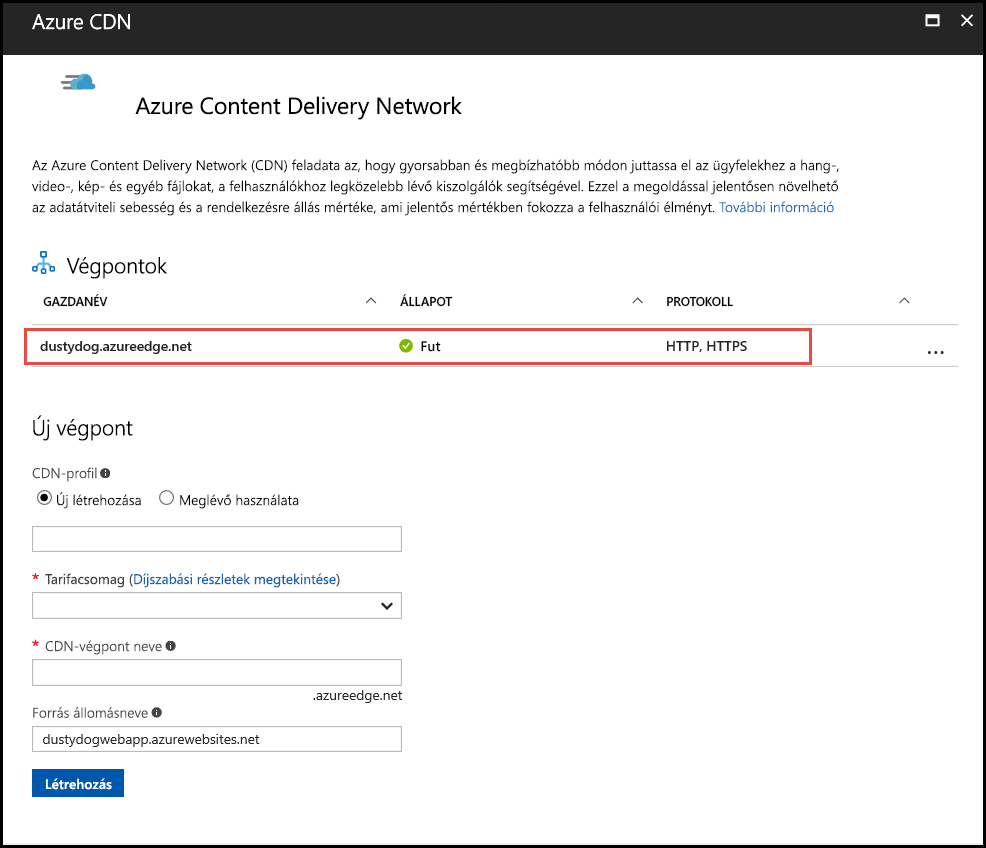 Azure CDN
Azure Content Delivery Network
Az Azure Content Delivery Network (CDN) feladata az, hogy gyorsabban és megbízhatóbb módon juttassa el az ügyfelekhez a hang-,
video-, kép- és egyéb fájlokat, a felhasználókhoz legközelebb lévő kiszolgálók segítségével. Ezzel a megoldással jelentősen növelhető
az adatátviteli sebesség és a rendelkezésre állás mértéke, ami jelentős mértékben fokozza a felhasználói élményt. További információ
Végpontok
GAZDANÉV ÁLLAPOT PROTOKOLL
dustydog.azureedge.net Fut HTTP, HTTPS ...
Új végpont
CDN-profil
Új létrehozása Meglévő használata
* Tarifacsomag (Díjszabási részletek megtekintése)
* CDN-végpont neve
.azureedge.net
Forrás állomásneve
dustydogwebapp.azurewebsites.net
Létrehozás